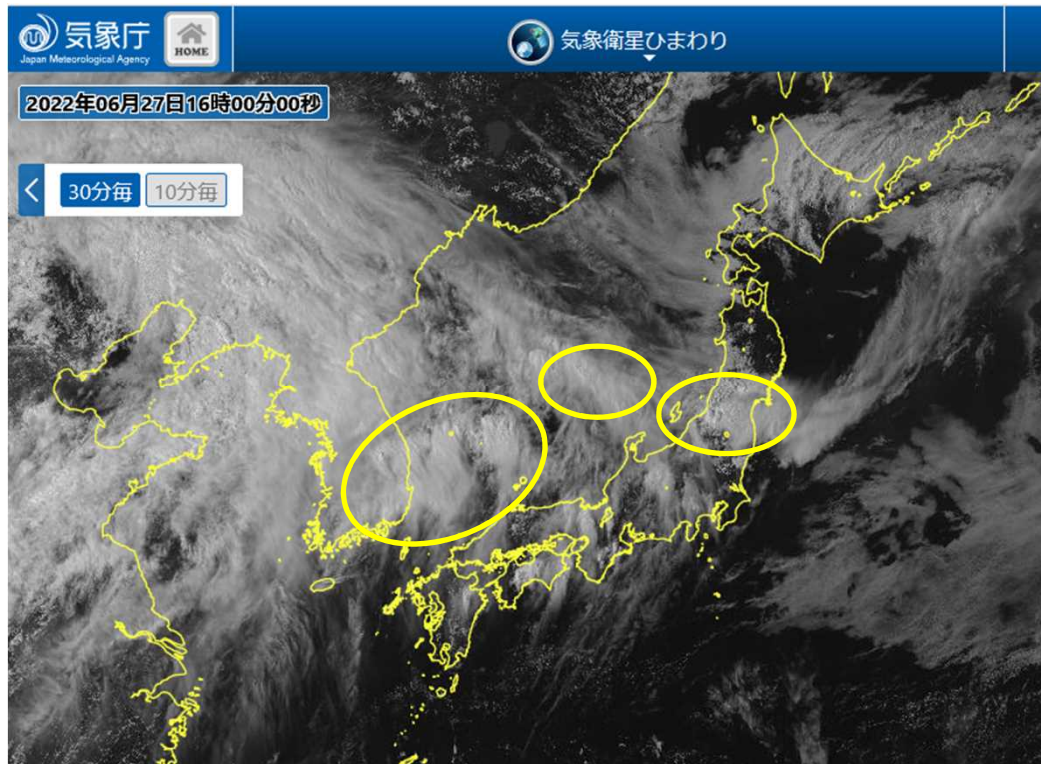 気象庁
Japan Meteorological Agency
HOME
気象衛星ひまわり
2022年06月27日16時00分00秒
30分毎
10分毎